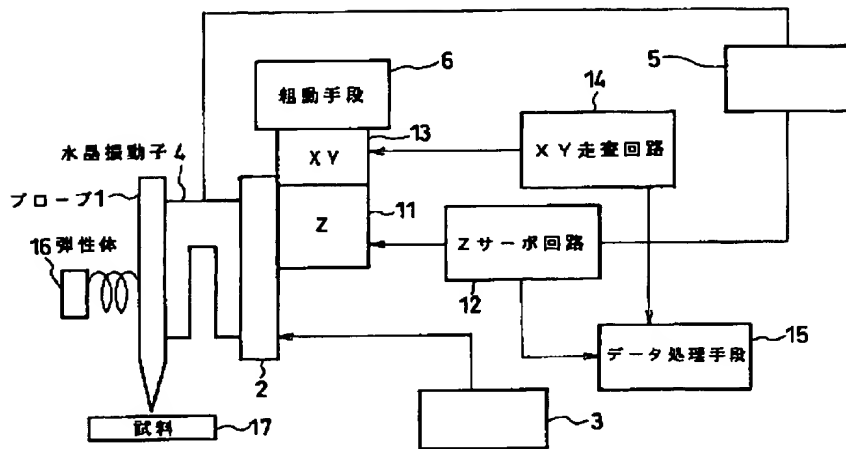 6
5
粗動手段
14
13
水晶振動子 4
XY
XY走査回路
プローブ1
11
16 弾性体
Z
Zサーボ回路
12
15
データ処理手段
2
試料
17
3